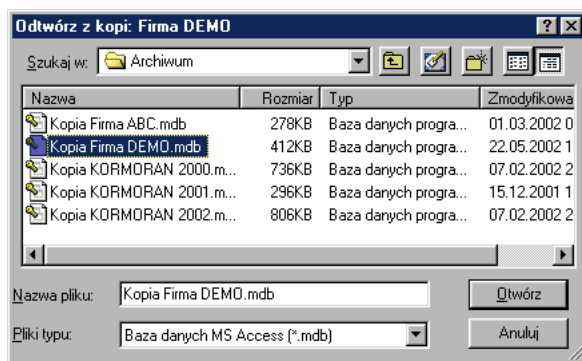 Odtwórz z kopi: Firma DEMO
Szukaj w: Archiwum
Nazwa Rozmiar Typ Zmodyfikowa
Kopia Firma ABC.mdb 278KB Baza danych progra... 01.03.2002 0
Kopia Firma DEMO.mdb 412KB Baza danych progra... 22.05.2002 1
Kopia KORMORAN 2000.m... 736KB Baza danych progra... 07.02.2002 2
Kopia KORMORAN 2001.m... 296KB Baza danych progra... 15.12.2001 1
Kopia KORMORAN 2002.m... 806KB Baza danych progra... 07.02.2002 2
Nazwa pliku: Kopia Firma DEMO.mdb Otwórz
Pliki typu: Baza danych MS Access (*.mdb) Anuluj